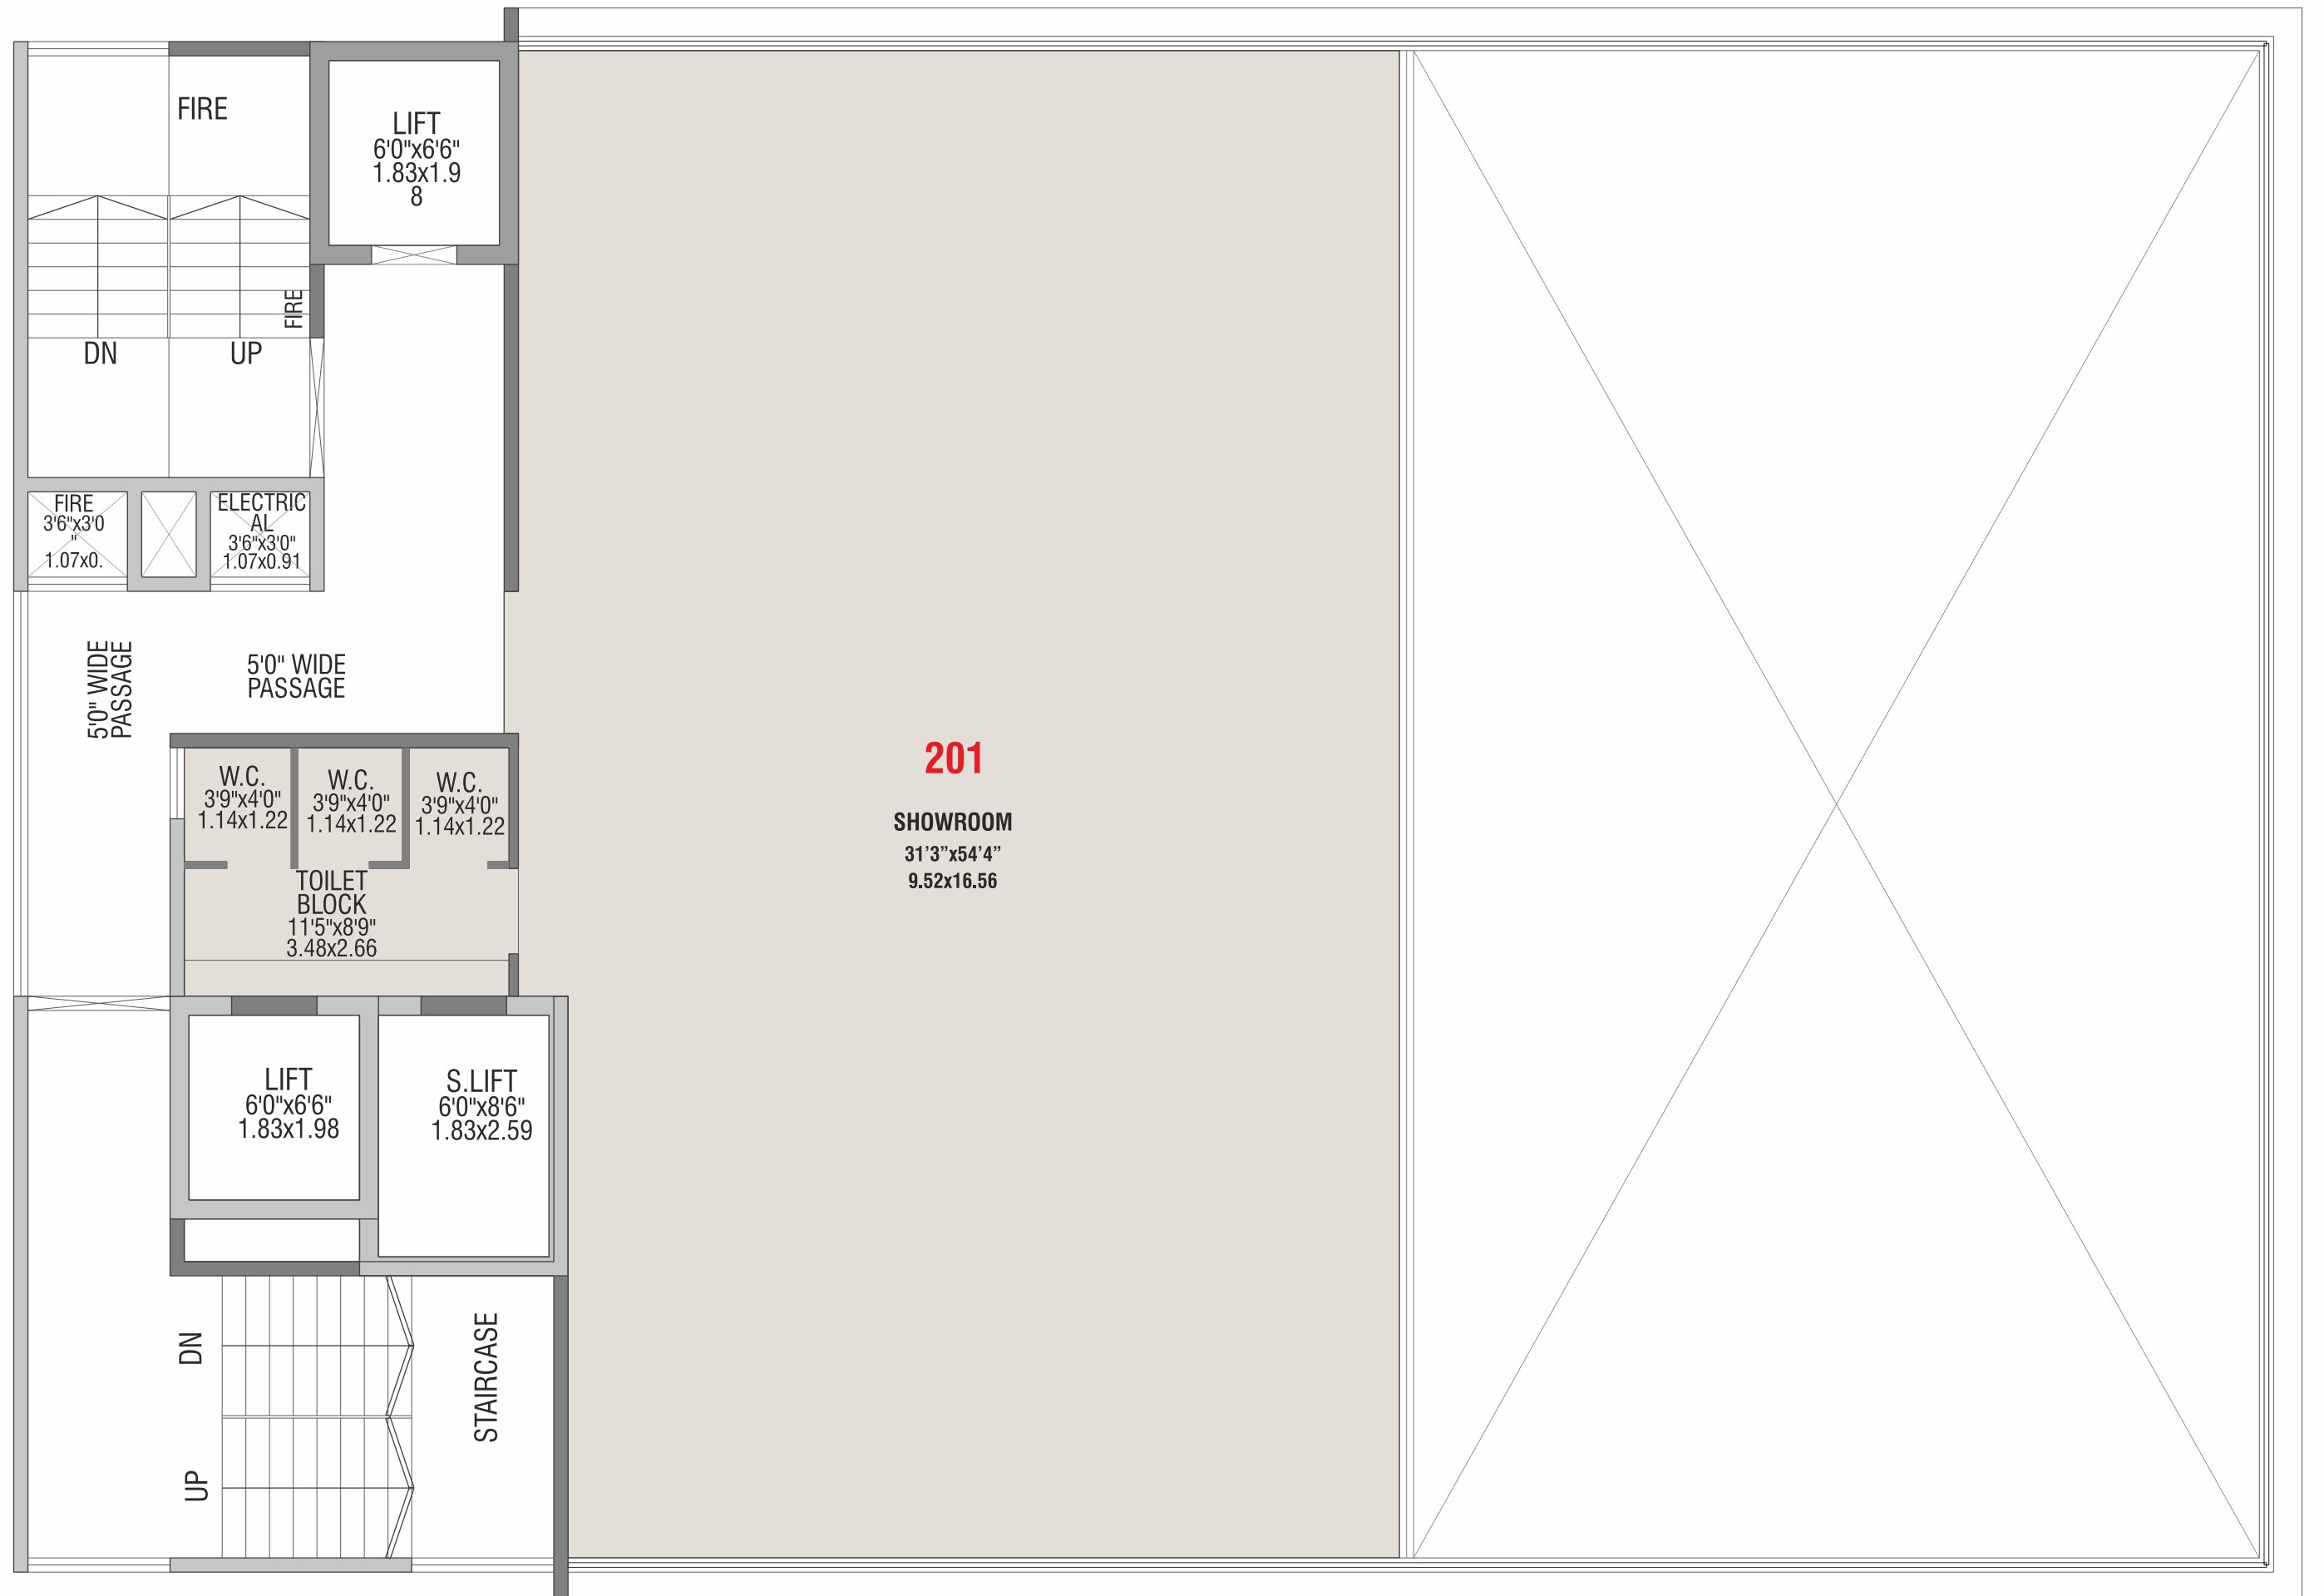 FIRE
LIFT
6'0"x6'6"
1.83x1.9
8
FIRE
DN
UP
FIRE
3'6"x3'0
"
1.07x0.
ELECTRIC
AL
3'6"x3'0"
1.07x0.91
5'0" WIDE
PASSAGE
5'0" WIDE
PASSAGE
W.C.
3'9"x4'0"
1.14x1.22
W.C.
3'9"x4'0"
1.14x1.22
W.C.
3'9"x4'0"
1.14x1.22
TOILET
BLOCK
11'5"x8'9"
3.48x2.66
201
SHOWROOM
31’3”x54’4”
9.52x16.56
LIFT
6'0"x6'6"
1.83x1.98
S.LIFT
6'0"x8'6"
1.83x2.59
DN
UP
STAIRCASE